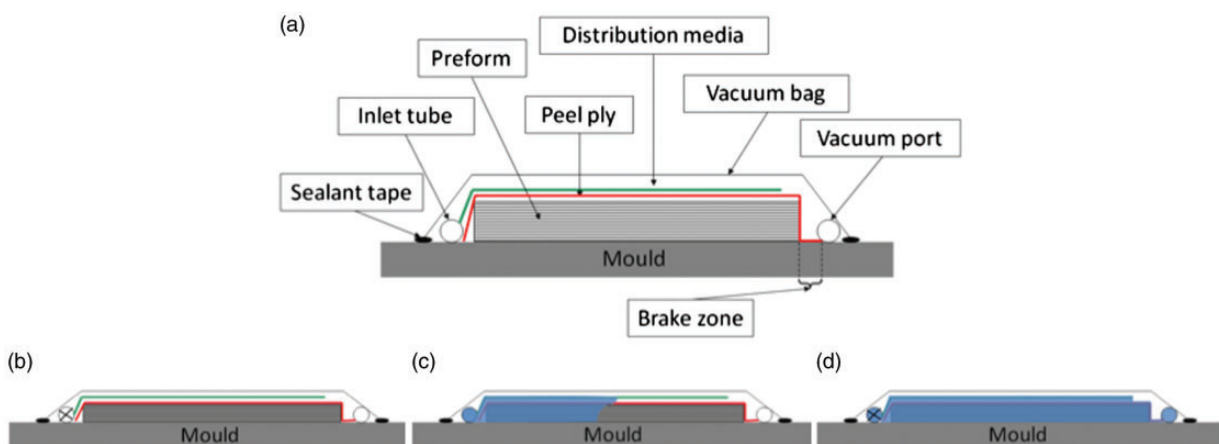 (a)
Distribution media
Preform
Vacuum bag
Inlet tube
Peel ply
Vacuum port
Sealant tape
Mould
Brake zone
(b)
(c)
(d)
Mould
Mould
Mould